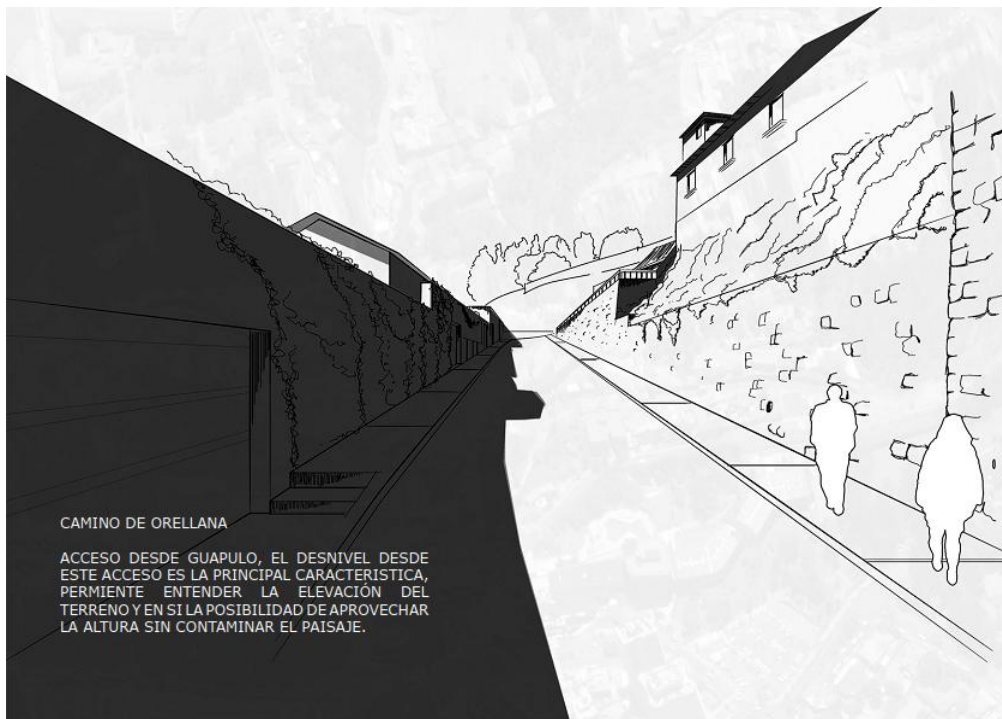 CAMINO DE ORELLANA
ACCESO DESDE GUAPULO, EL DESNIVEL DESDE
ESTE ACCESO ES LA PRINCIPAL CARACTERISTICA,
PERMIENTE ENTENDER LA ELEVACIÓN DEL
TERRENO Y EN SI LA POSIBILIDAD DE APROVECHAR
LA ALTURA SIN CONTAMINAR EL PAISAJE.